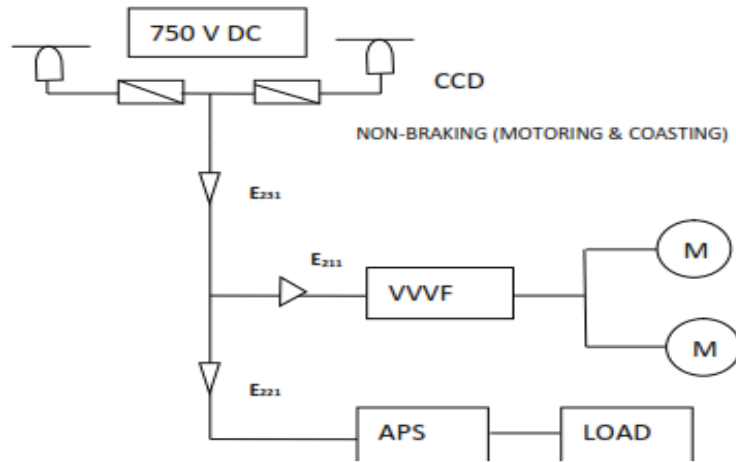 750 V DC
CCD
NON-BRAKING (MOTORING & COASTING)
E₂₃₁
E₂₁₁
VVVF
M
M
E₂₂₁
APS
LOAD